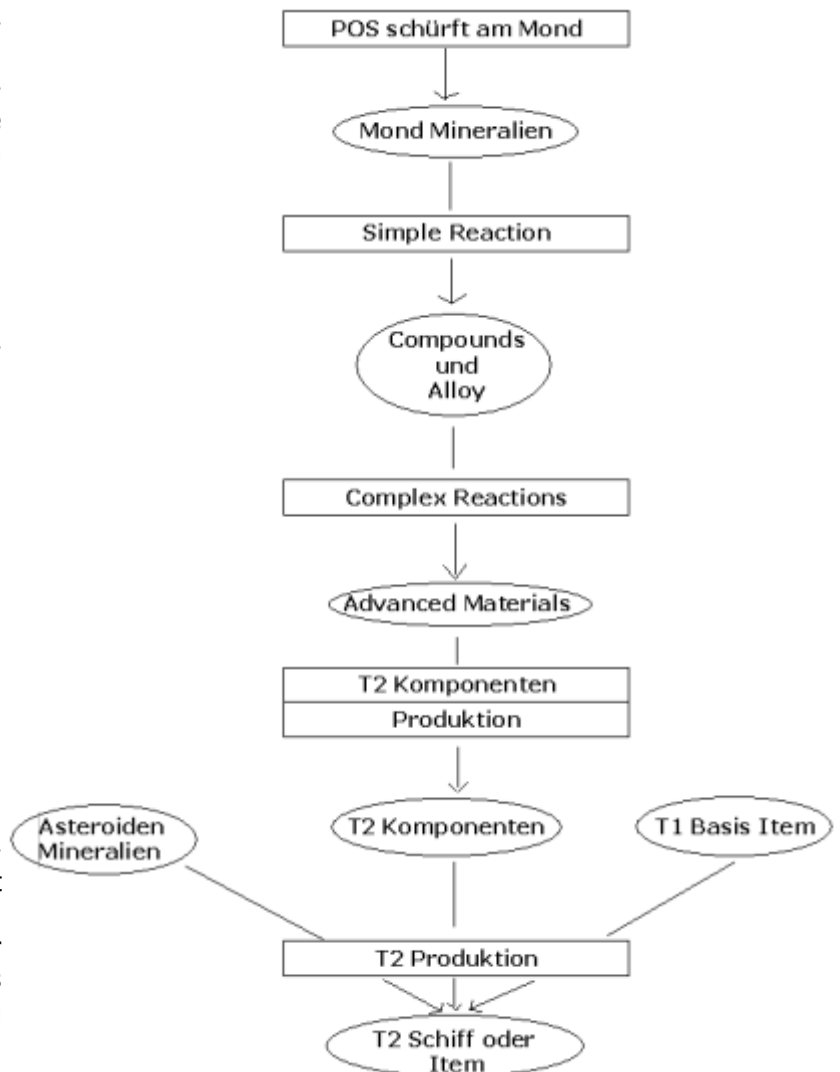 POS schürft am Mond
Mond Mineralien
Simple Reaction
Compounds
und
Alloy
Complex Reactions
Advanced Materials
T2 Komponenten
Produktion
Asteroiden
Mineralien
T2 Komponenten
T1 Basis Item
T2 Produktion
T2 Schiff oder
Item